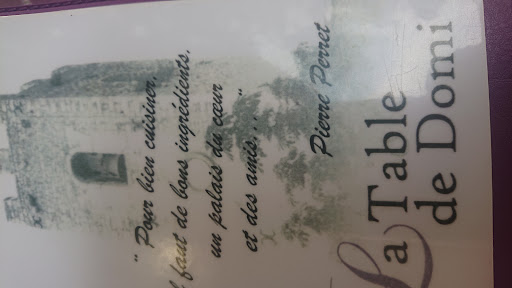 " Pour bien cuisiner,
il faut de bons ingrédients,
un palais du cœur
et des amis... "
Pierre Perret
La Table
de Domi